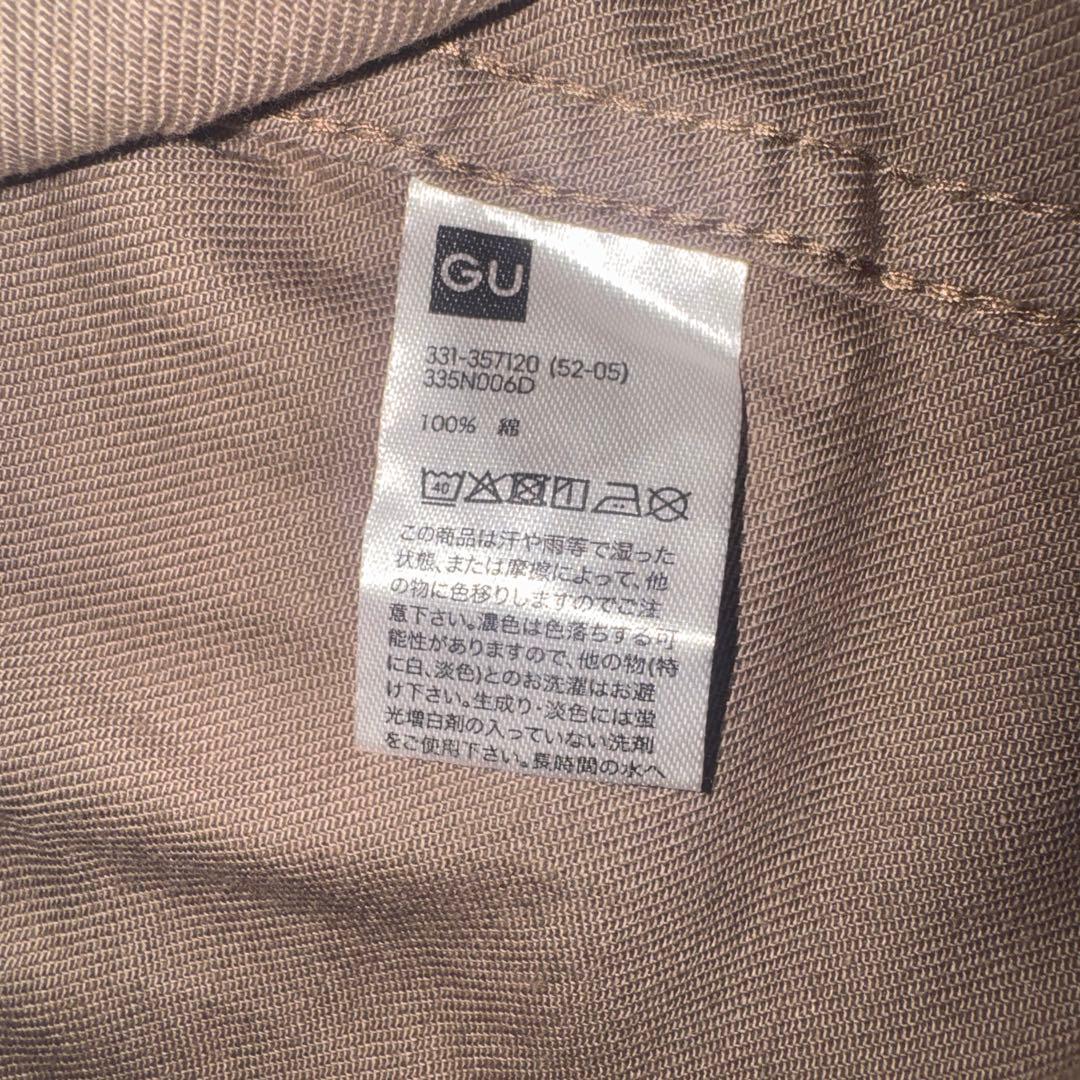 GU
331-357120 (52-05)
335N006D
100% 綿
40
この商品は汗や雨等で湿った
状態、または摩擦によって、他
の物に色移りしますのでご注
意下さい。濃色は色落ちする可
能性がありますので、他の物(特
に白、淡色)とのお洗濯はお避
け下さい。生成り・淡色には蛍
光増白剤の入っていない洗剤
をご使用下さい。長時間の水へ